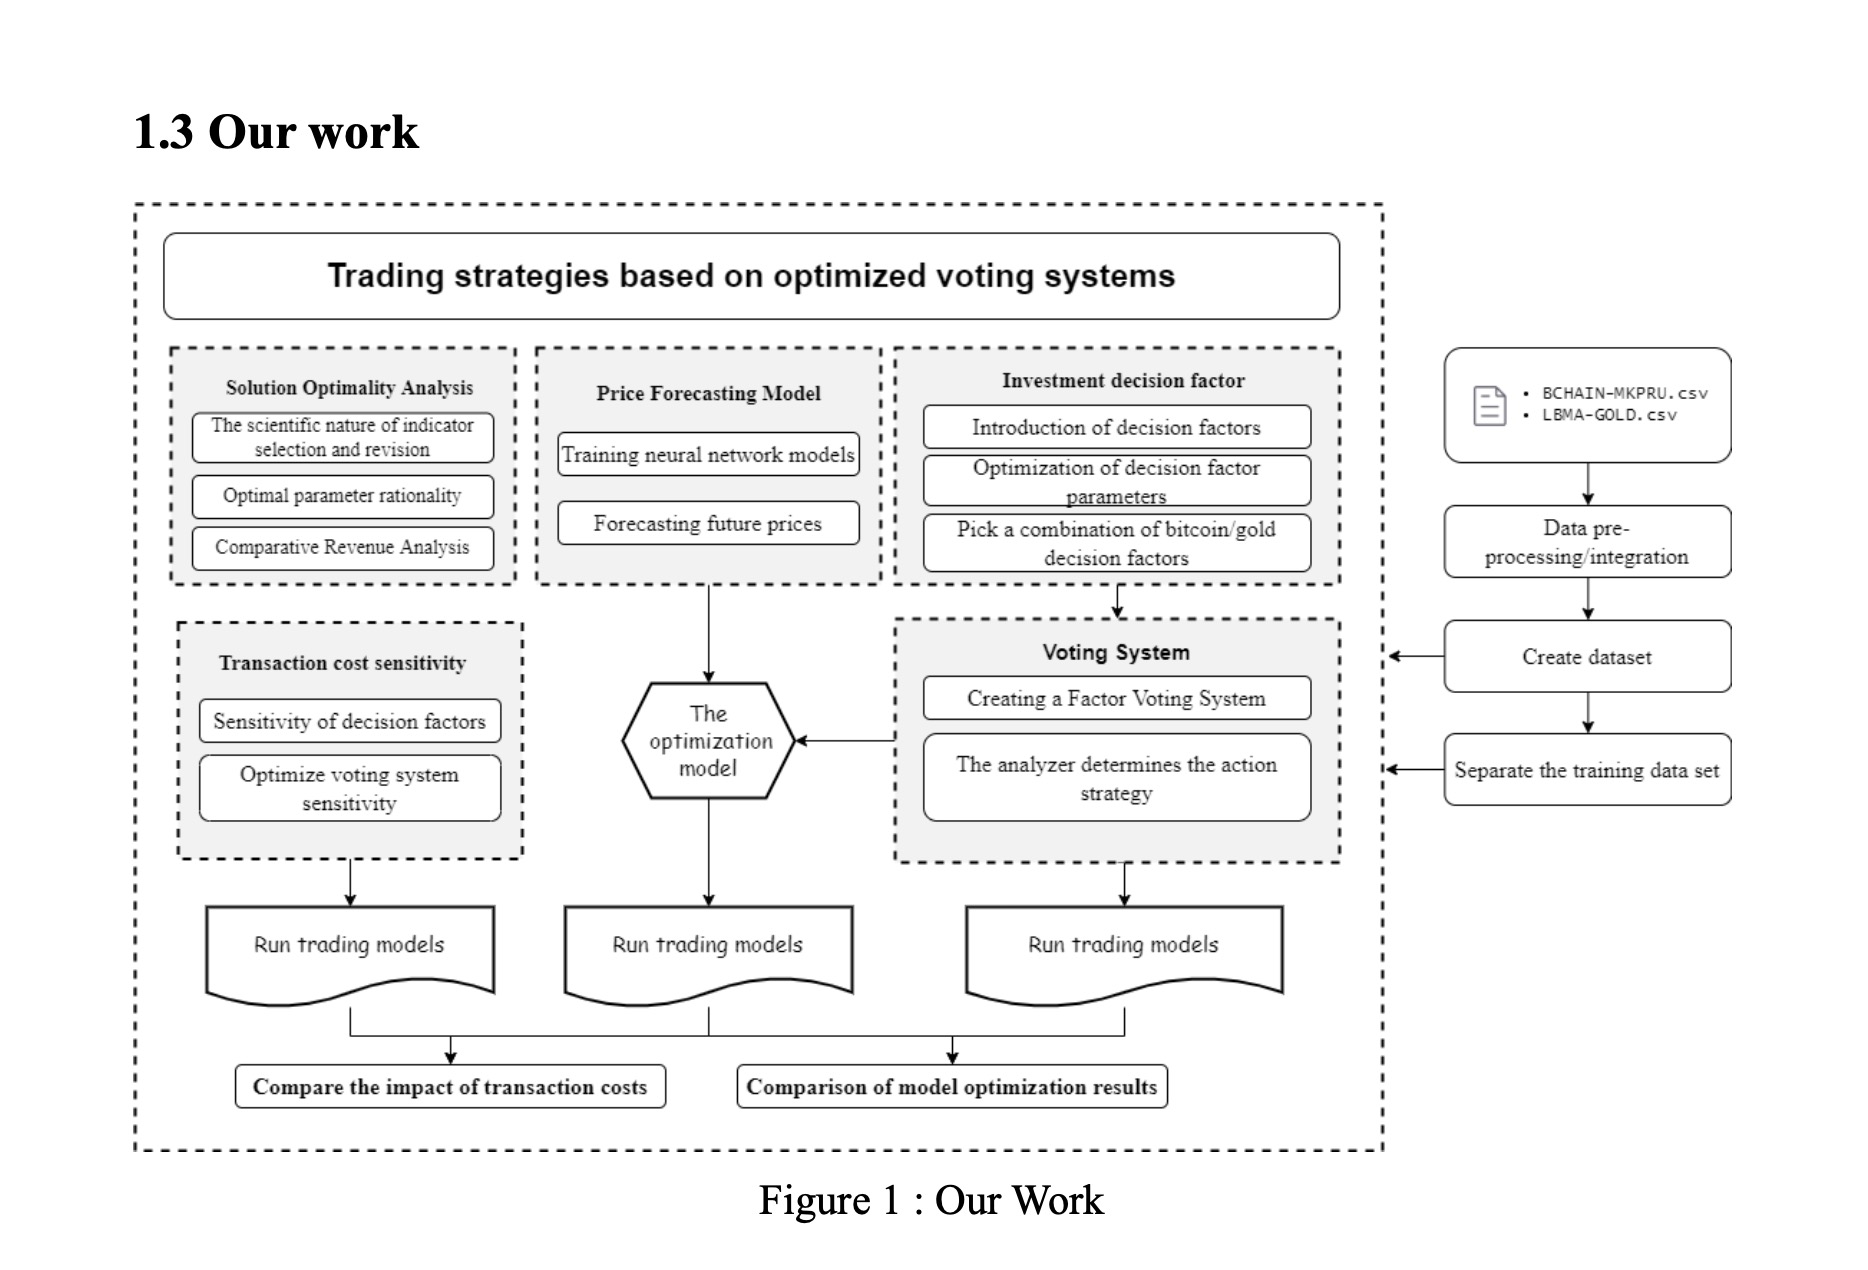 1.3 Our work
Trading strategies based on optimized voting systems
Solution Optimality Analysis
The scientific nature of indicator
selection and revision
Optimal parameter rationality
Comparative Revenue Analysis
Price Forecasting Model
Training neural network models
Forecasting future prices
Investment decision factor
Introduction of decision factors
Optimization of decision factor
parameters
Pick a combination of bitcoin/gold
decision factors
• BCHAIN-MKPRU.csv
• LBMA-GOLD.csv
Data pre-
processing/integration
Create dataset
Separate the training data set
Transaction cost sensitivity
Sensitivity of decision factors
Optimize voting system
sensitivity
The
optimization
model
Voting System
Creating a Factor Voting System
The analyzer determines the action
strategy
Run trading models
Run trading models
Run trading models
Compare the impact of transaction costs
Comparison of model optimization results
Figure 1 : Our Work